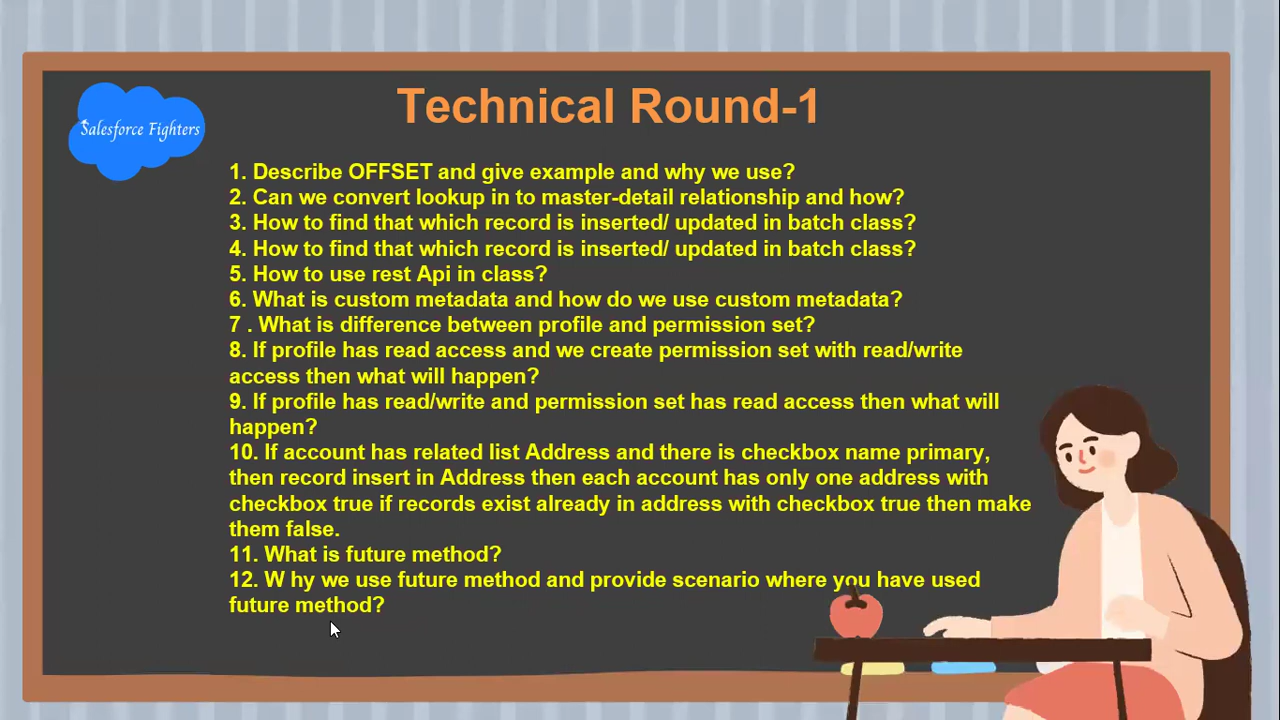 Salesforce Fighters
Technical Round-1
1. Describe OFFSET and give example and why we use?
2. Can we convert lookup in to master-detail relationship and how?
3. How to find that which record is inserted/ updated in batch class?
4. How to find that which record is inserted/ updated in batch class?
5. How to use rest Api in class?
6. What is custom metadata and how do we use custom metadata?
7 . What is difference between profile and permission set?
8. If profile has read access and we create permission set with read/write
access then what will happen?
9. If profile has read/write and permission set has read access then what will
happen?
10. If account has related list Address and there is checkbox name primary,
then record insert in Address then each account has only one address with
checkbox true if records exist already in address with checkbox true then make
them false.
11. What is future method?
12. W hy we use future method and provide scenario where you have used
future method?